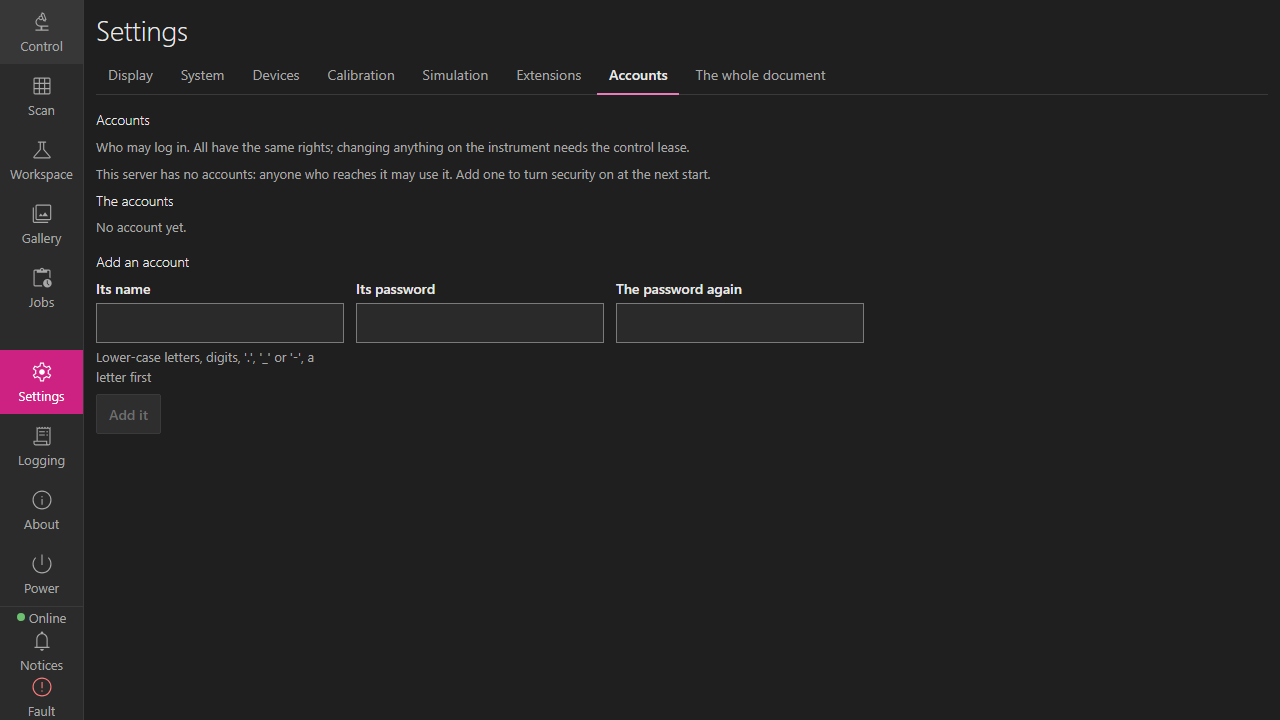 Settings
Control
Display
System
Devices
Calibration
Simulation
Extensions
Accounts
The whole document
Scan
Accounts
Who may log in. All have the same rights; changing anything on the instrument needs the control lease.
Workspace
This server has no accounts: anyone who reaches it may use it. Add one to turn security on at the next start.
The accounts
No account yet.
Gallery
Add an account
Its name
Its password
The password again
Jobs
Lower-case letters, digits, '.', '_' or '-', a
letter first
Settings
Add it
Logging
About
Power
Online
Notices
Fault